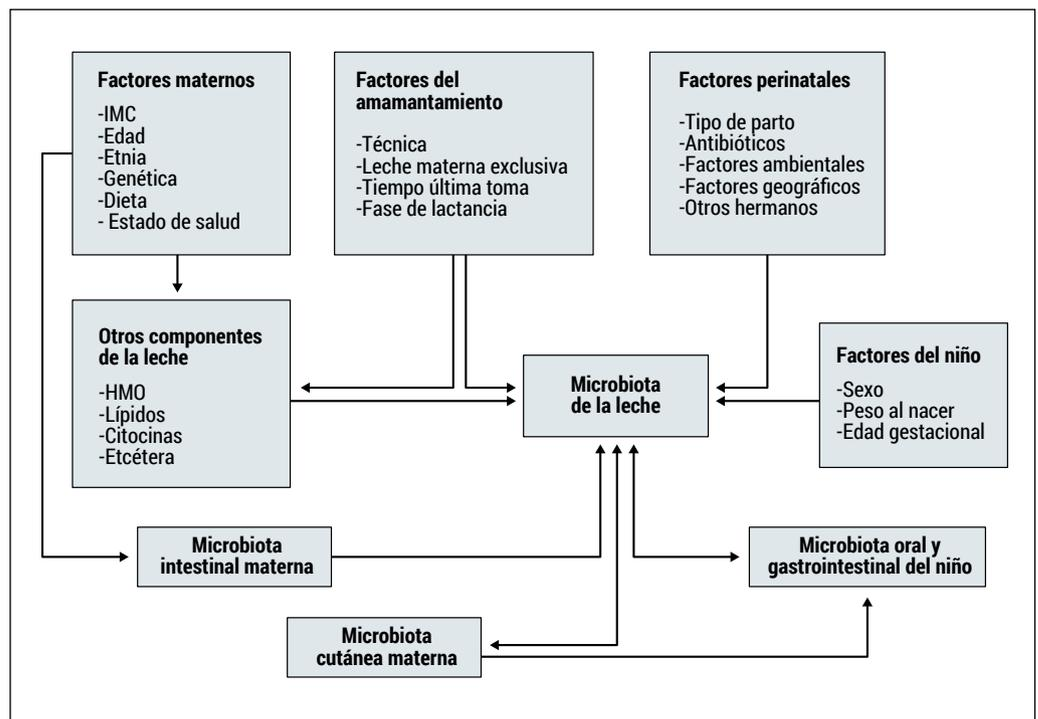 Factores maternos
-IMC
-Edad
-Etnia
-Genética
-Dieta
- Estado de salud
Factores del
amamantamiento
-Técnica
-Leche materna exclusiva
-Tiempo última toma
-Fase de lactancia
Factores perinatales
-Tipo de parto
-Antibióticos
-Factores ambientales
-Factores geográficos
-Otros hermanos
Otros componentes
de la leche
-HMO
-Lípidos
-Citocinas
-Etcétera
Microbiota
de la leche
Factores del niño
-Sexo
-Peso al nacer
-Edad gestacional
Microbiota
intestinal materna
Microbiota oral y
gastrointestinal del niño
Microbiota
cutánea materna